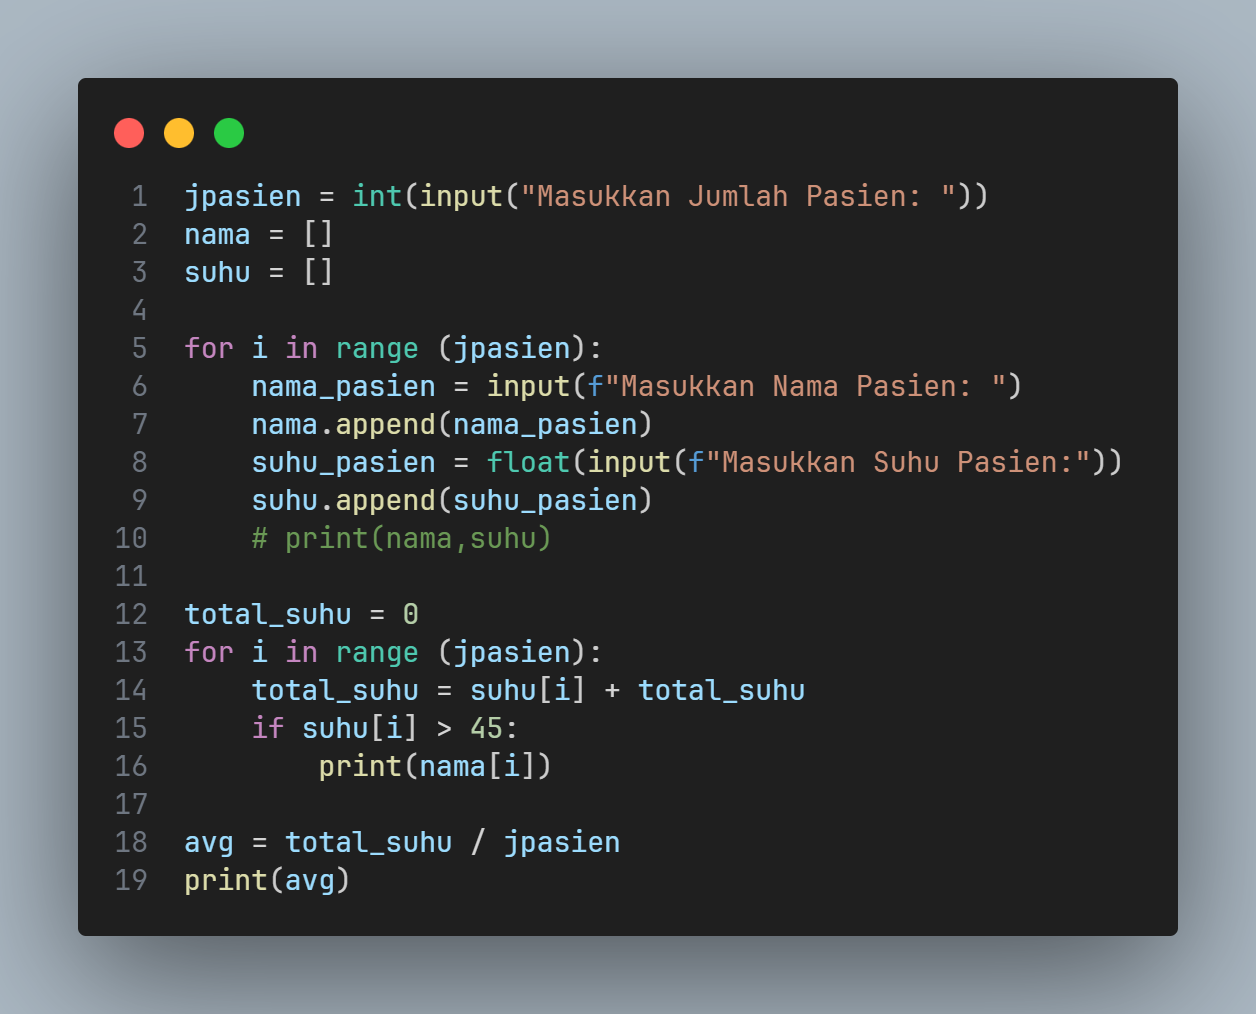 1 jpasien = int(input("Masukkan Jumlah Pasien: "))
2 nama = []
3 suhu = []
4
5 for i in range (jpasien):
6     nama_pasien = input(f"Masukkan Nama Pasien: ")
7     nama.append(nama_pasien)
8     suhu_pasien = float(input(f"Masukkan Suhu Pasien:"))
9     suhu.append(suhu_pasien)
10     # print(nama,suhu)
11
12 total_suhu = 0
13 for i in range (jpasien):
14     total_suhu = suhu[i] + total_suhu
15     if suhu[i] > 45:
16         print(nama[i])
17
18 avg = total_suhu / jpasien
19 print(avg)